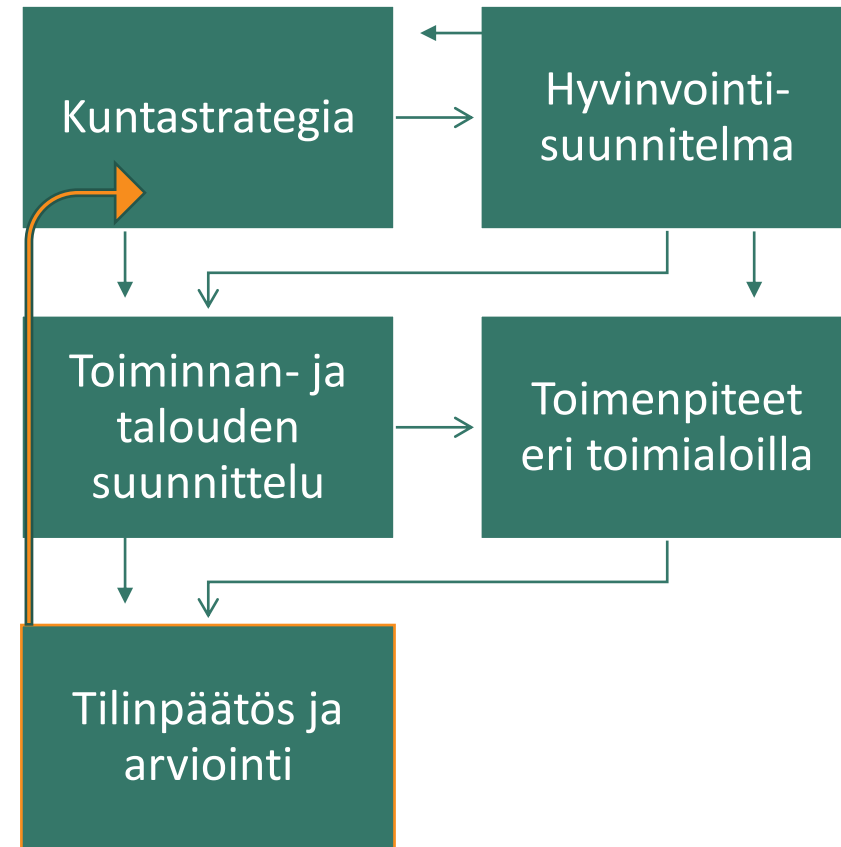 Kuntastrategia
Hyvinvointi-
suunnitelma
Toiminnan- ja
talouden
suunnittelu
Toimenpiteet
eri toimialoilla
Tilinpäätös ja
arviointi